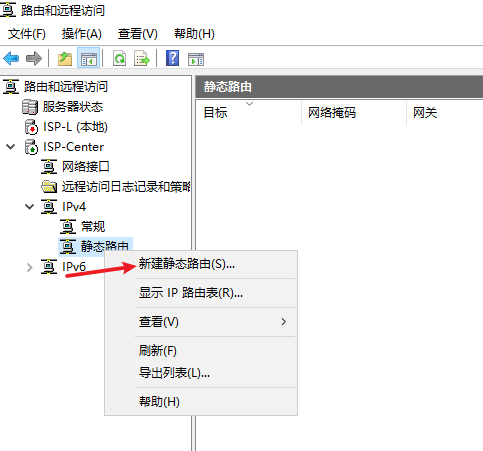 路由和远程访问
文件(F) 操作(A) 查看(V) 帮助(H)
路由和远程访问
服务器状态
ISP-L (本地)
ISP-Center
网络接口
远程访问日志记录和策略
IPv4
常规
静态路由
IPv6
静态路由
目标 网络掩码 网关
新建静态路由(S)...
显示 IP 路由表(R)...
查看(V)
刷新(F)
导出列表(L)...
帮助(H)